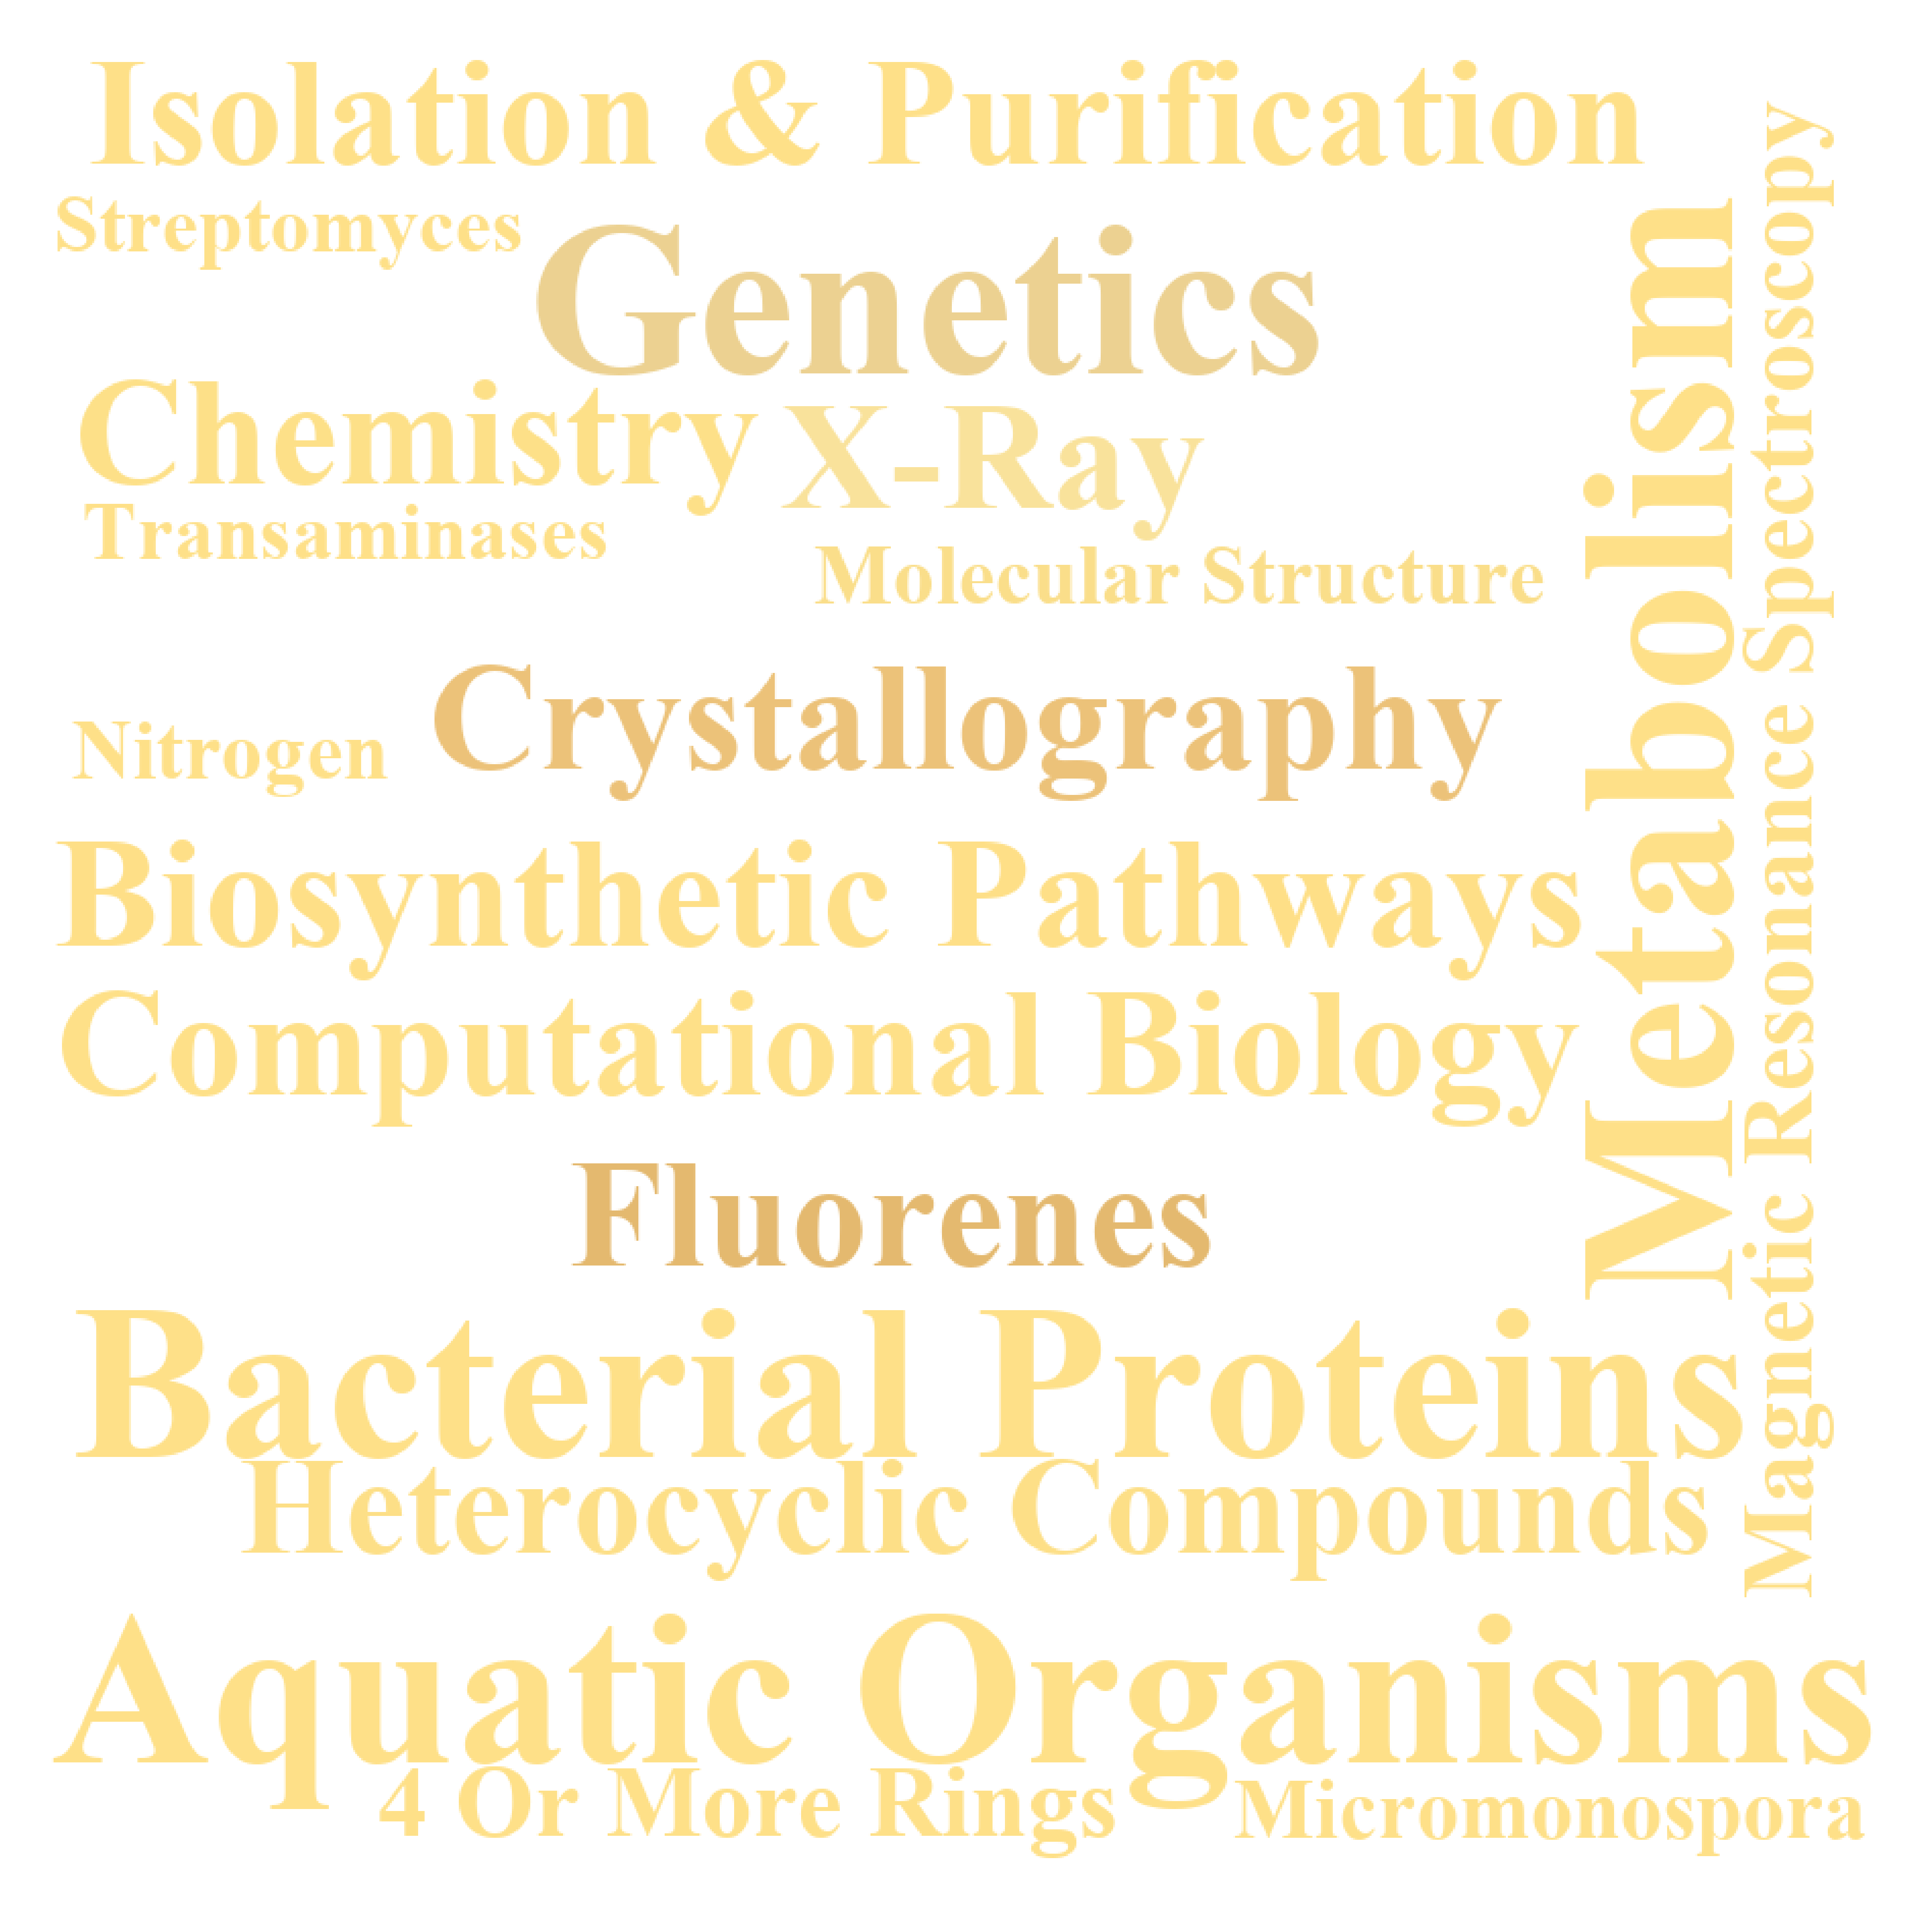 Isolation & Purification
Streptomyces
Genetics
Chemistry
X-Ray
Transaminases
Molecular Structure
Crystallography
Nitrogen
Biosynthetic Pathways
Computational Biology
Fluorenes
Bacterial Proteins
Heterocyclic Compounds
Aquatic Organisms
4 Or More Rings
Micromonospora
Metabolism
Magnetic Resonance Spectroscopy